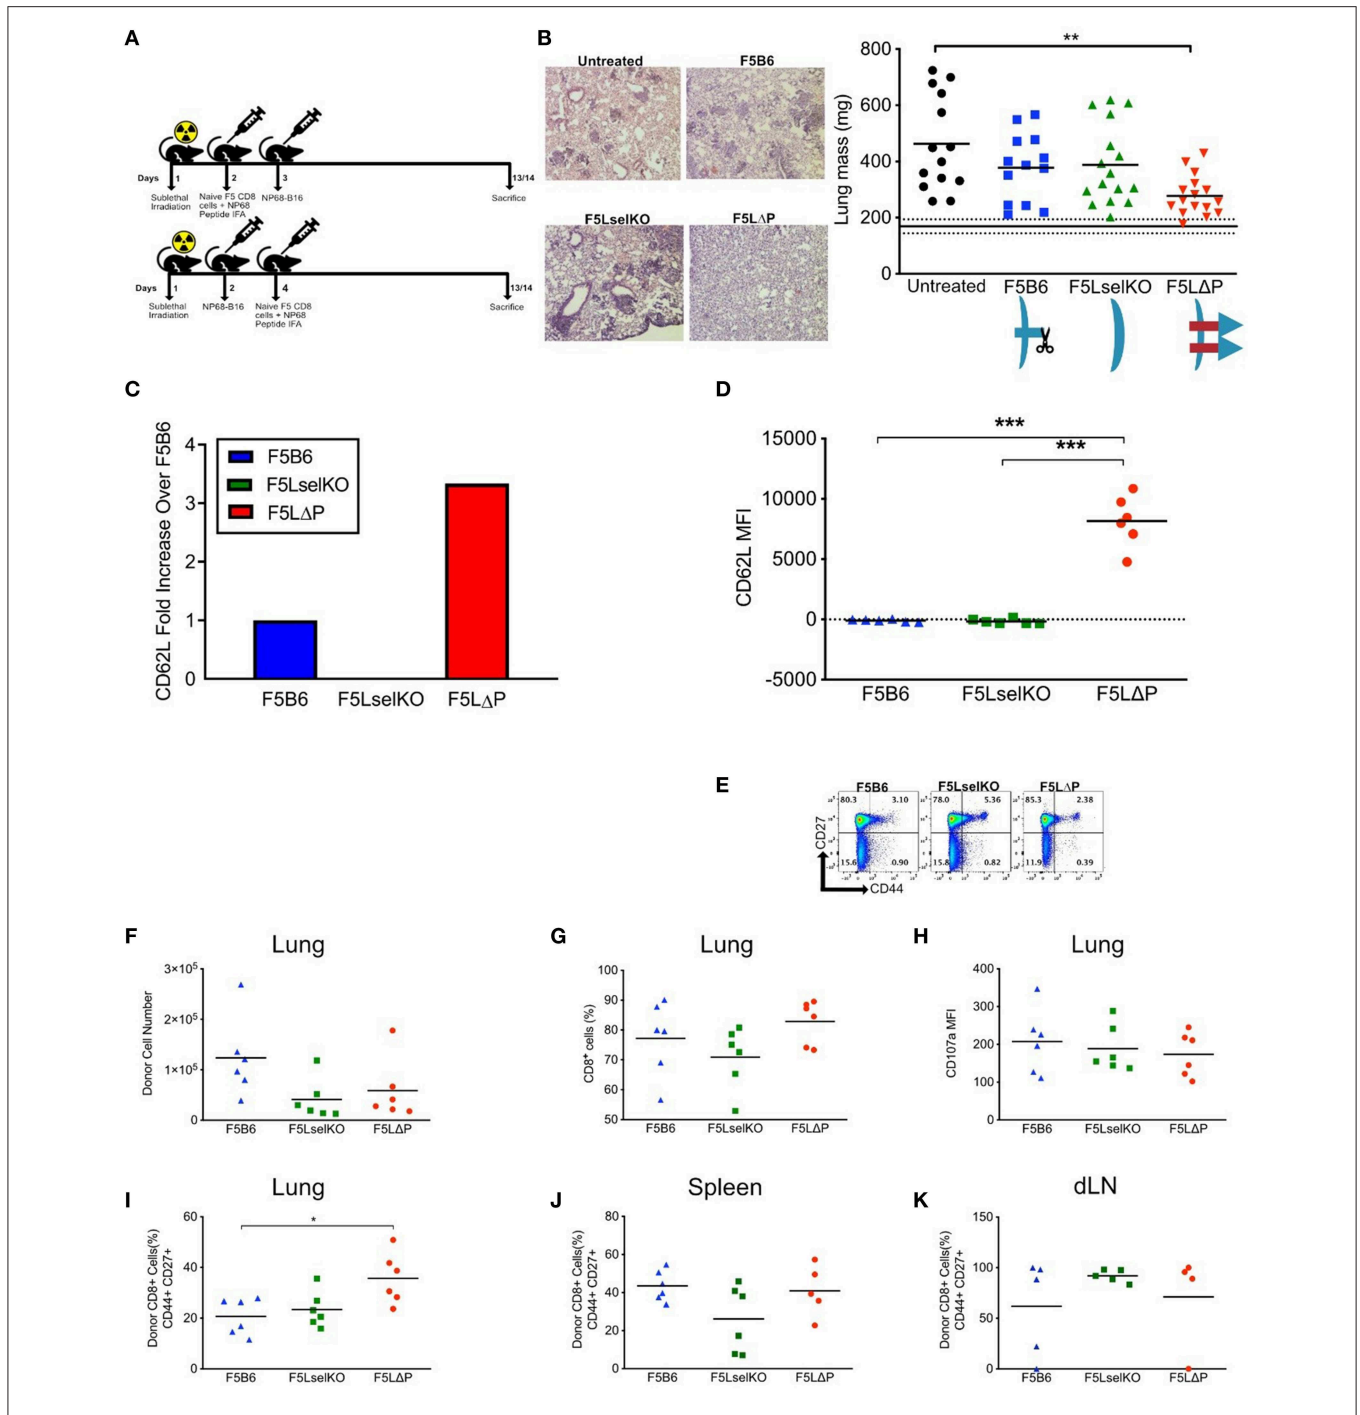 A
Days
1
2
3
13/14
Sublethal
Irradiation
Naive F5 CD8
cells + NP68
Peptide IFA
NP68-B16
Sacrifice
Days
1
2
4
13/14
Sublethal
Irradiation
NP68-B16
Naive F5 CD8
cells + NP68
Peptide IFA
Sacrifice
B
Untreated
F5B6
F5LselKO
F5LΔP
Lung mass (mg)
800
600
400
200
0
**
Untreated F5B6 F5LselKO F5LΔP
C
CD62L Fold Increase Over F5B6
4
3
2
1
0
F5B6
F5LselKO
F5LΔP
F5B6 F5LselKO F5LΔP
D
CD62L MFI
15000
10000
5000
0
-5000
***
***
F5B6 F5LselKO F5LΔP
E
F5B6 F5LselKO F5LΔP
80.3 3.10 78.0 5.36 85.3 2.38
15.6 0.90 15.8 0.82 11.9 0.39
CD27
CD44
F
Lung
Donor Cell Number
3×10⁵
2×10⁵
1×10⁵
0
F5B6 F5LselKO F5LΔP
G
Lung
CD8⁺ cells (%)
100
90
80
70
60
50
F5B6 F5LselKO F5LΔP
H
Lung
CD107a MFI
400
300
200
100
0
F5B6 F5LselKO F5LΔP
I
Lung
Donor CD8+ Cells(%)
CD44+ CD27+
60
40
20
0
*
F5B6 F5LselKO F5LΔP
J
Spleen
Donor CD8+ Cells(%)
CD44+ CD27+
80
60
40
20
0
F5B6 F5LselKO F5LΔP
K
dLN
Donor CD8+ Cells(%)
CD44+ CD27+
150
100
50
0
F5B6 F5LselKO F5LΔP